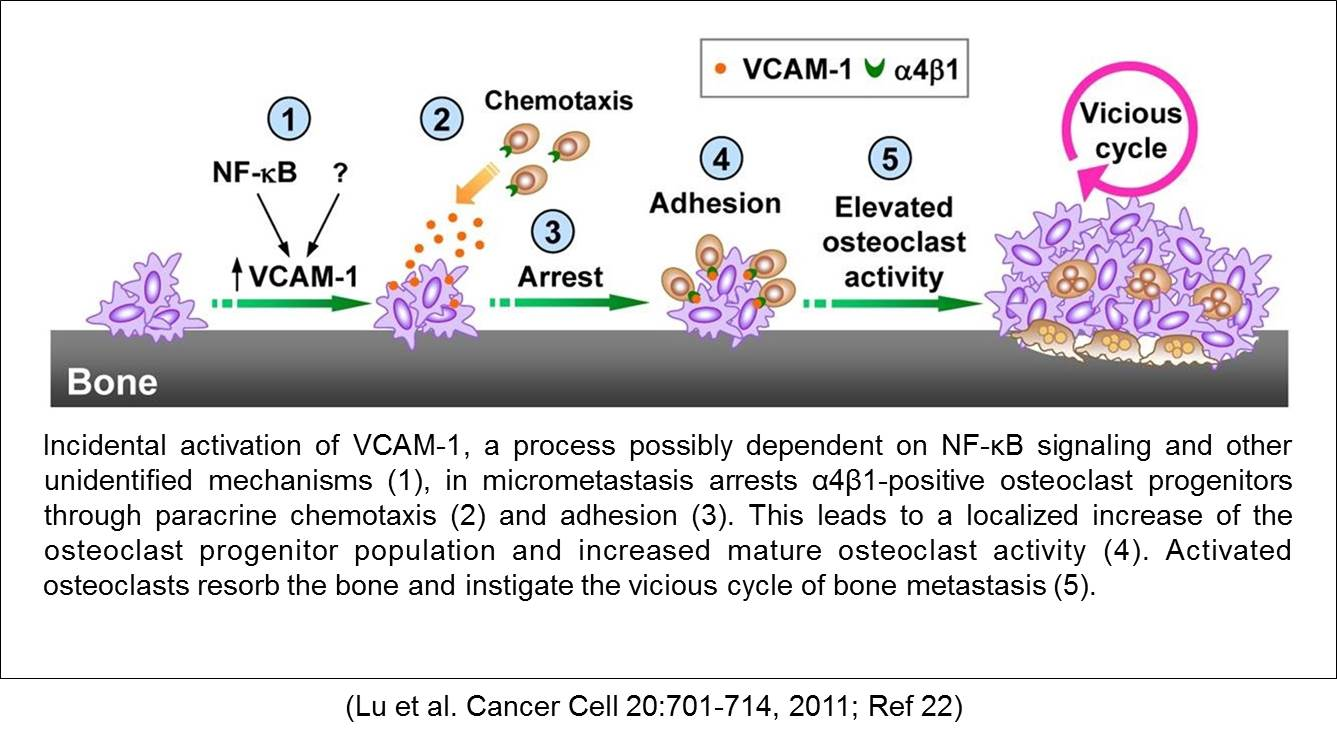 VCAM-1 α4β1
1
NF-κB ?
VCAM-1
2
Chemotaxis
3
Arrest
4
Adhesion
5
Elevated
osteoclast
activity
Vicious
cycle
Bone
Incidental activation of VCAM-1, a process possibly dependent on NF-κB signaling and other
unidentified mechanisms (1), in micrometastasis arrests α4β1-positive osteoclast progenitors
through paracrine chemotaxis (2) and adhesion (3). This leads to a localized increase of the
osteoclast progenitor population and increased mature osteoclast activity (4). Activated
osteoclasts resorb the bone and instigate the vicious cycle of bone metastasis (5).
(Lu et al. Cancer Cell 20:701-714, 2011; Ref 22)